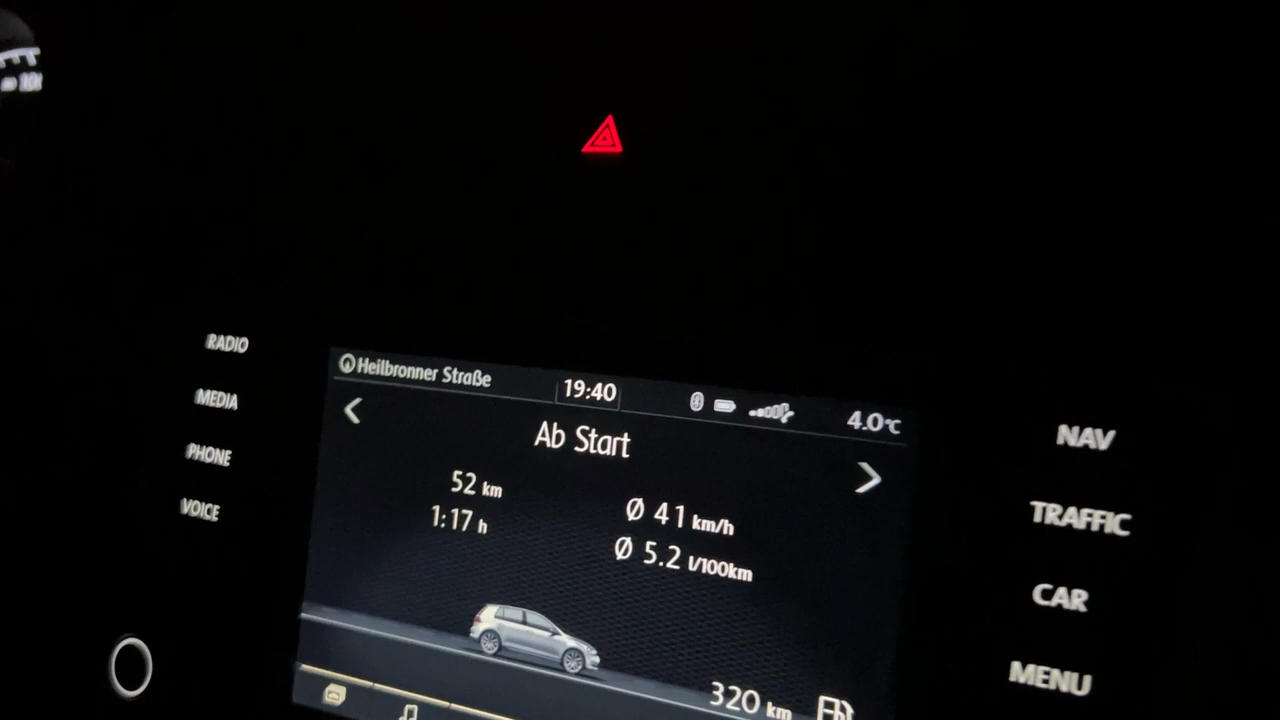 RADIO
MEDIA
PHONE
VOICE
Heilbronner Straße
19:40
4.0°C
Ab Start
52 km
1:17 h
Ø 41 km/h
Ø 5.2 l/100km
320 km
NAV
TRAFFIC
CAR
MENU